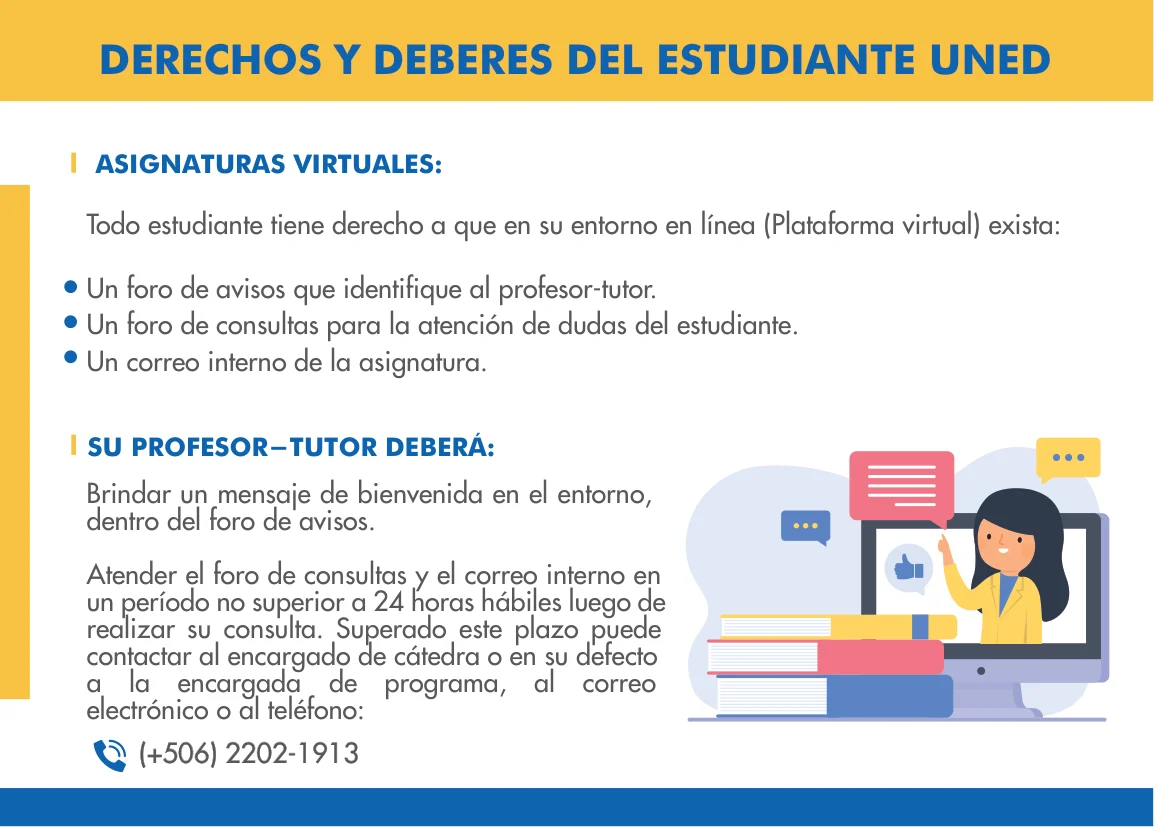 DERECHOS Y DEBERES DEL ESTUDIANTE UNED
ASIGNATURAS VIRTUALES:
Todo estudiante tiene derecho a que en su entorno en línea (Plataforma virtual) exista:
Un foro de avisos que identifique al profesor-tutor.
Un foro de consultas para la atención de dudas del estudiante.
Un correo interno de la asignatura.
SU PROFESOR–TUTOR DEBERÁ:
Brindar un mensaje de bienvenida en el entorno,
dentro del foro de avisos.
Atender el foro de consultas y el correo interno en
un período no superior a 24 horas hábiles luego de
realizar su consulta. Superado este plazo puede
contactar al encargado de cátedra o en su defecto
a la encargada de programa, al correo
electrónico o al teléfono:
(+506) 2202-1913